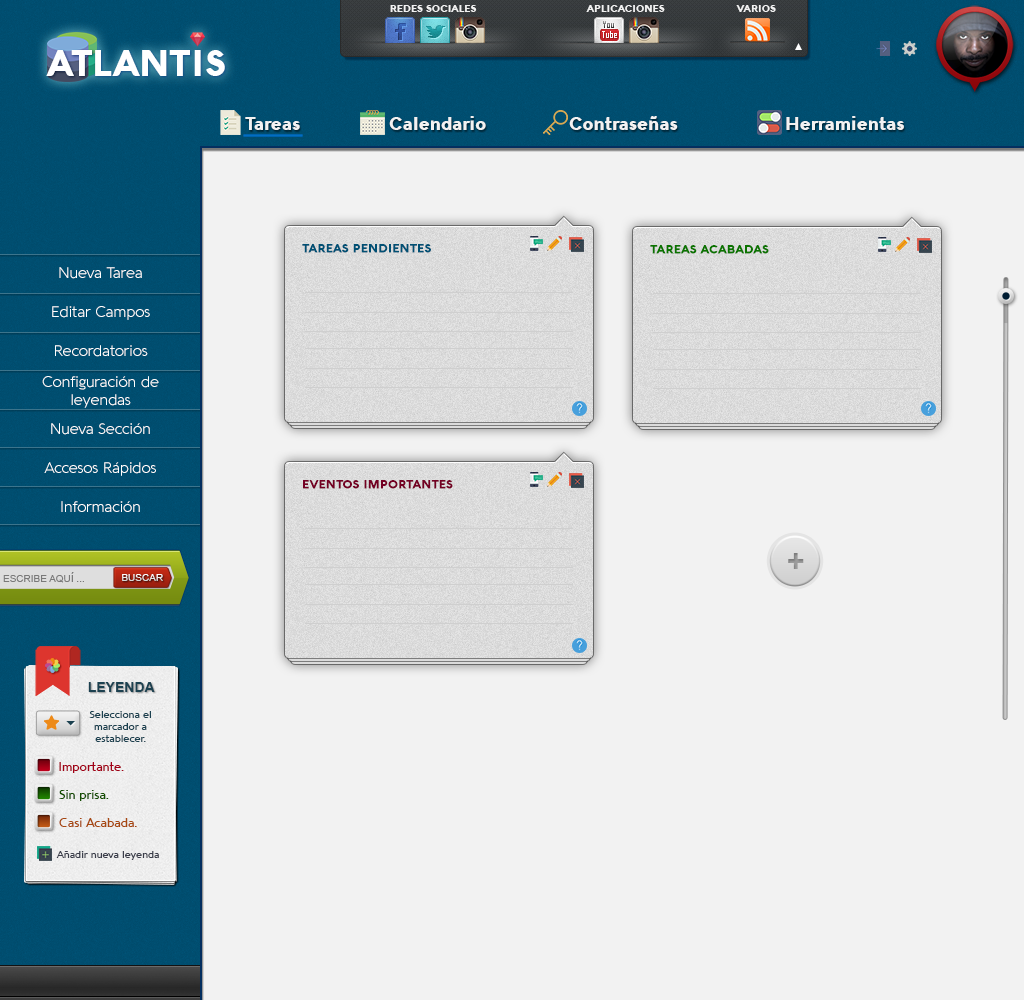 REDES SOCIALES
APLICACIONES
VARIOS
You
Tube
ATLANTIS
Tareas
Calendario
Contraseñas
Herramientas
Nueva Tarea
Editar Campos
Recordatorios
Configuración de
leyendas
Nueva Sección
Accesos Rápidos
Información
ESCRIBE AQUÍ ...
BUSCAR
LEYENDA
Selecciona el
marcador a
establecer.
Importante.
Sin prisa.
Casi Acabada.
Añadir nueva leyenda
TAREAS PENDIENTES
?
TAREAS ACABADAS
?
EVENTOS IMPORTANTES
?